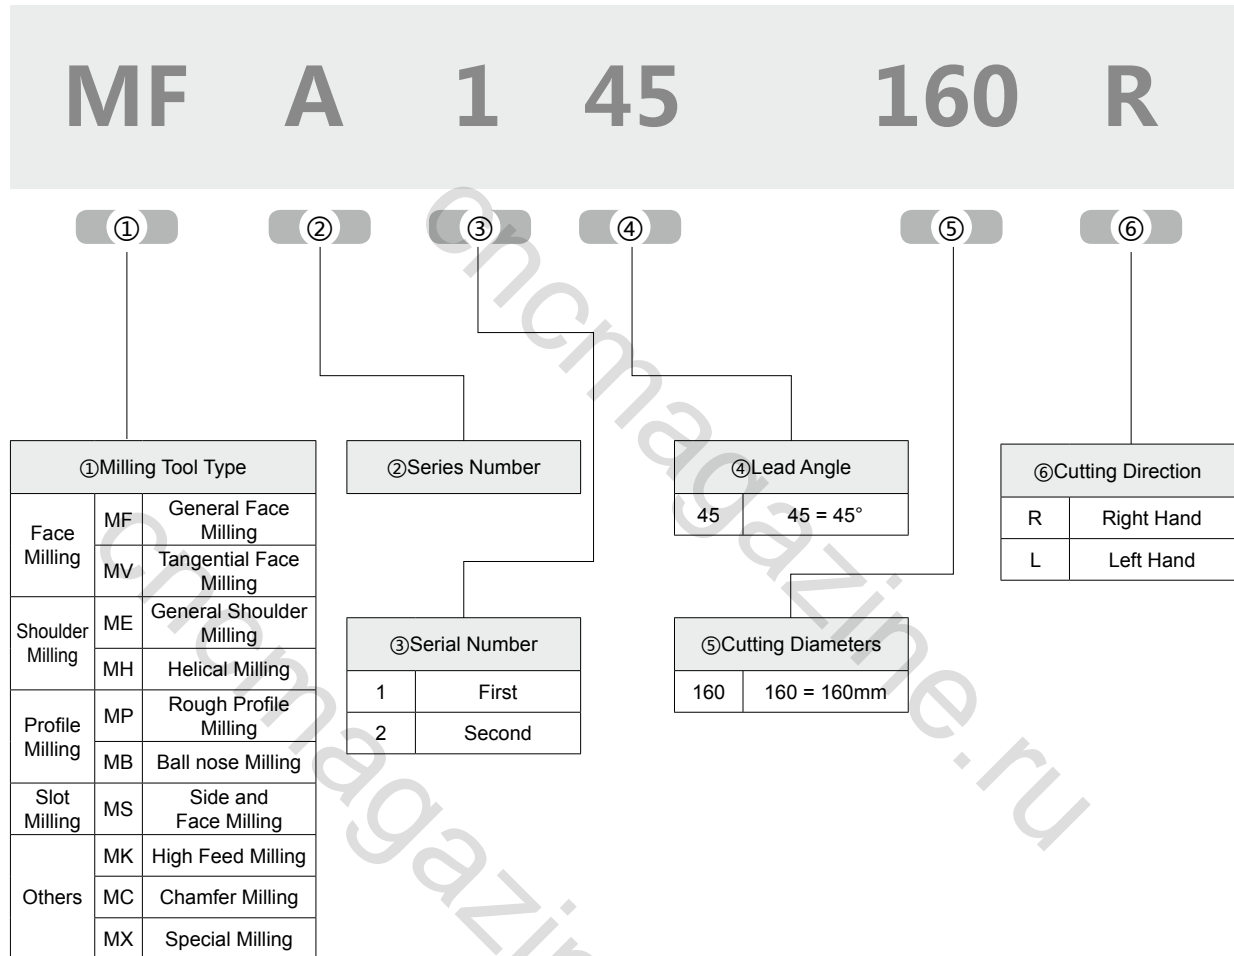 MF A 1 45 160 R
① ② ③ ④ ⑤ ⑥
①Milling Tool Type
Face
Milling
MF
General Face
Milling
MV
Tangential Face
Milling
Shoulder
Milling
ME
General Shoulder
Milling
MH
Helical Milling
Profile
Milling
MP
Rough Profile
Milling
MB
Ball nose Milling
Slot
Milling
MS
Side and
Face Milling
Others
MK
High Feed Milling
MC
Chamfer Milling
MX
Special Milling
②Series Number
③Serial Number
1 First
2 Second
④Lead Angle
45 45 = 45°
⑤Cutting Diameters
160 160 = 160mm
⑥Cutting Direction
R Right Hand
L Left Hand
cncmagazine.ru
cncmagazin